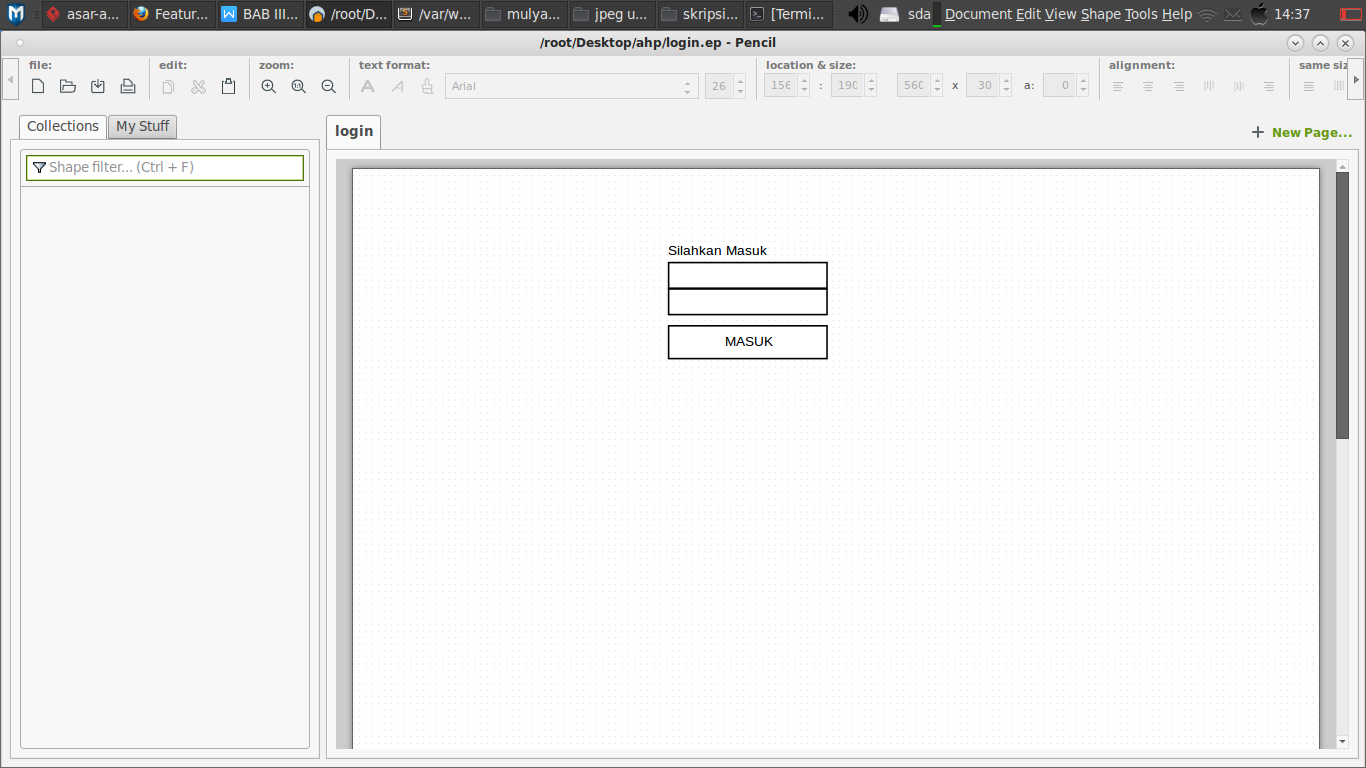 asar-a...
Featur...
BAB III...
/root/D...
/var/w...
mulya...
jpeg u...
skripsi...
[Termi...
sda
Document Edit View Shape Tools Help
14:37
/root/Desktop/ahp/login.ep - Pencil
file:
edit:
zoom:
text format:
location & size:
alignment:
same siz
Arial
26
156 : 190
560 x 30
a: 0
Collections
My Stuff
login
+ New Page...
Shape filter... (Ctrl + F)
Silahkan Masuk
MASUK